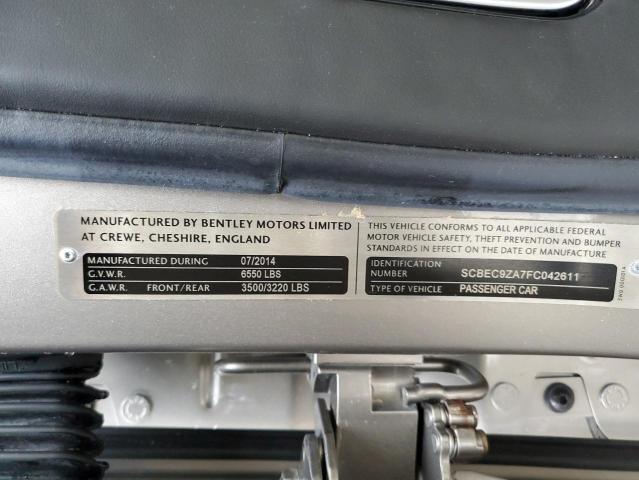 MANUFACTURED BY BENTLEY MOTORS LIMITED
AT CREWE, CHESHIRE, ENGLAND
MANUFACTURED DURING 07/2014
G.V.W.R. 6550 LBS
G.A.W.R. FRONT/REAR 3500/3220 LBS
THIS VEHICLE CONFORMS TO ALL APPLICABLE FEDERAL
MOTOR VEHICLE SAFETY, THEFT PREVENTION AND BUMPER
STANDARDS IN EFFECT ON THE DATE OF MANUFACTURE
IDENTIFICATION
NUMBER SCBEC9ZA7FC042611
TYPE OF VEHICLE PASSENGER CAR